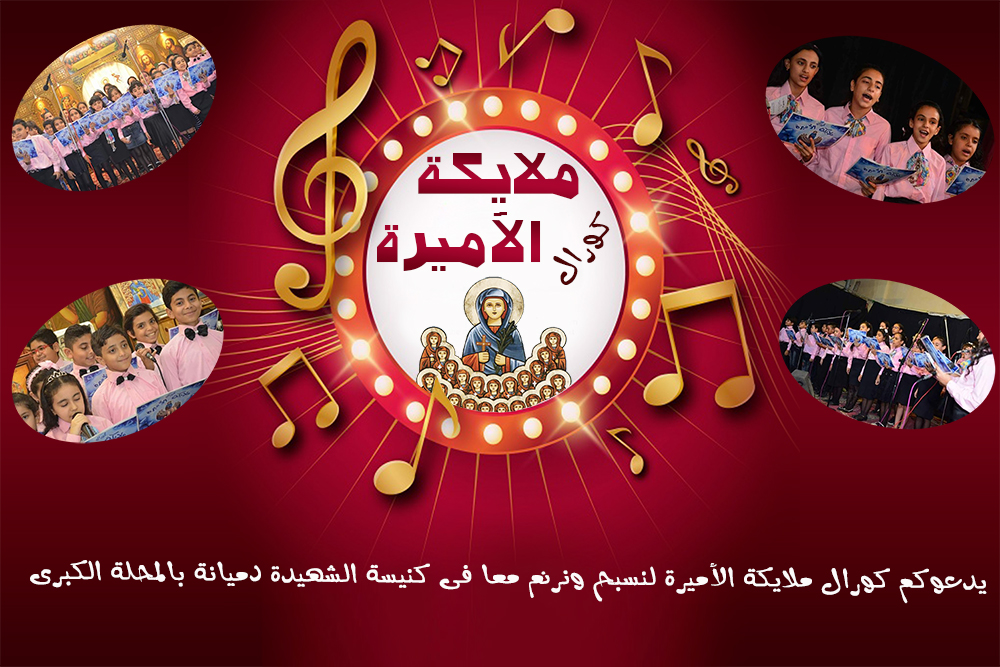 كورال
ملايكة
الأميرة
يدعوكم كورال ملايكة الأميرة لنسبح ونرنم معا فى كنيسة الشهيدة دميانة بالمحلة الكبرى